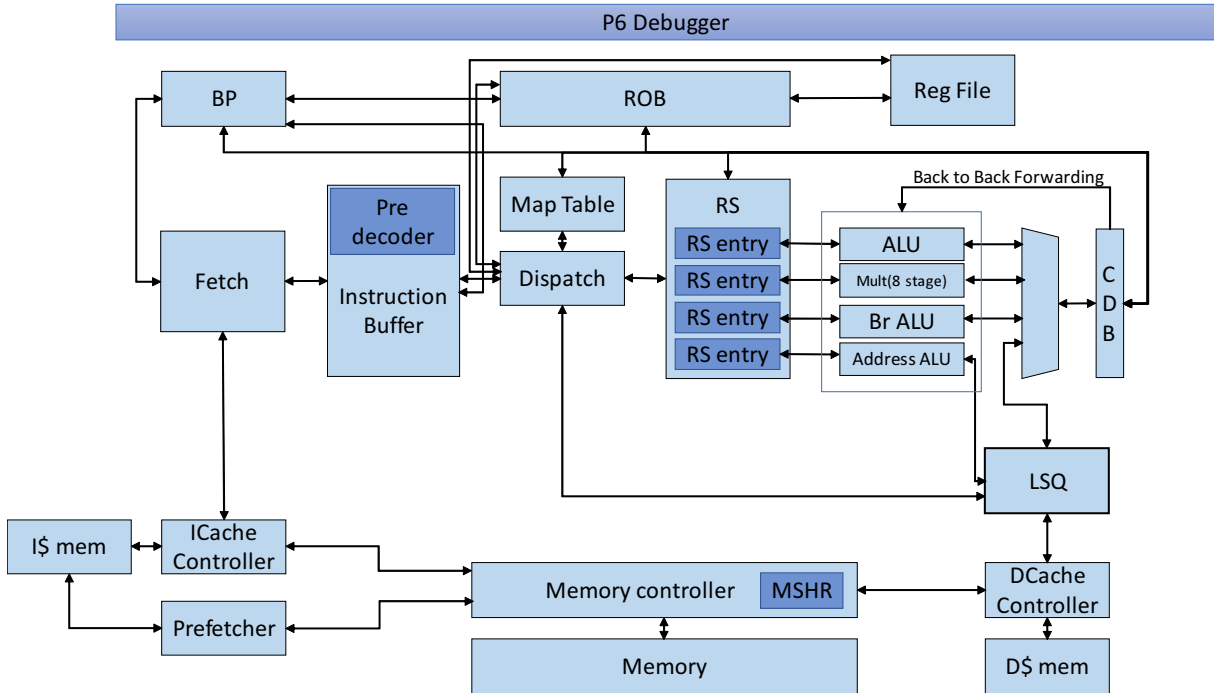 P6 Debugger
BP
ROB
Reg File
Back to Back Forwarding
Pre
decoder
Instruction
Buffer
Map Table
RS
RS entry
RS entry
RS entry
RS entry
ALU
Mult(8 stage)
Br ALU
Address ALU
C
D
B
Fetch
Dispatch
LSQ
I$ mem
ICache
Controller
Prefetcher
Memory controller
MSHR
Memory
DCache
Controller
D$ mem